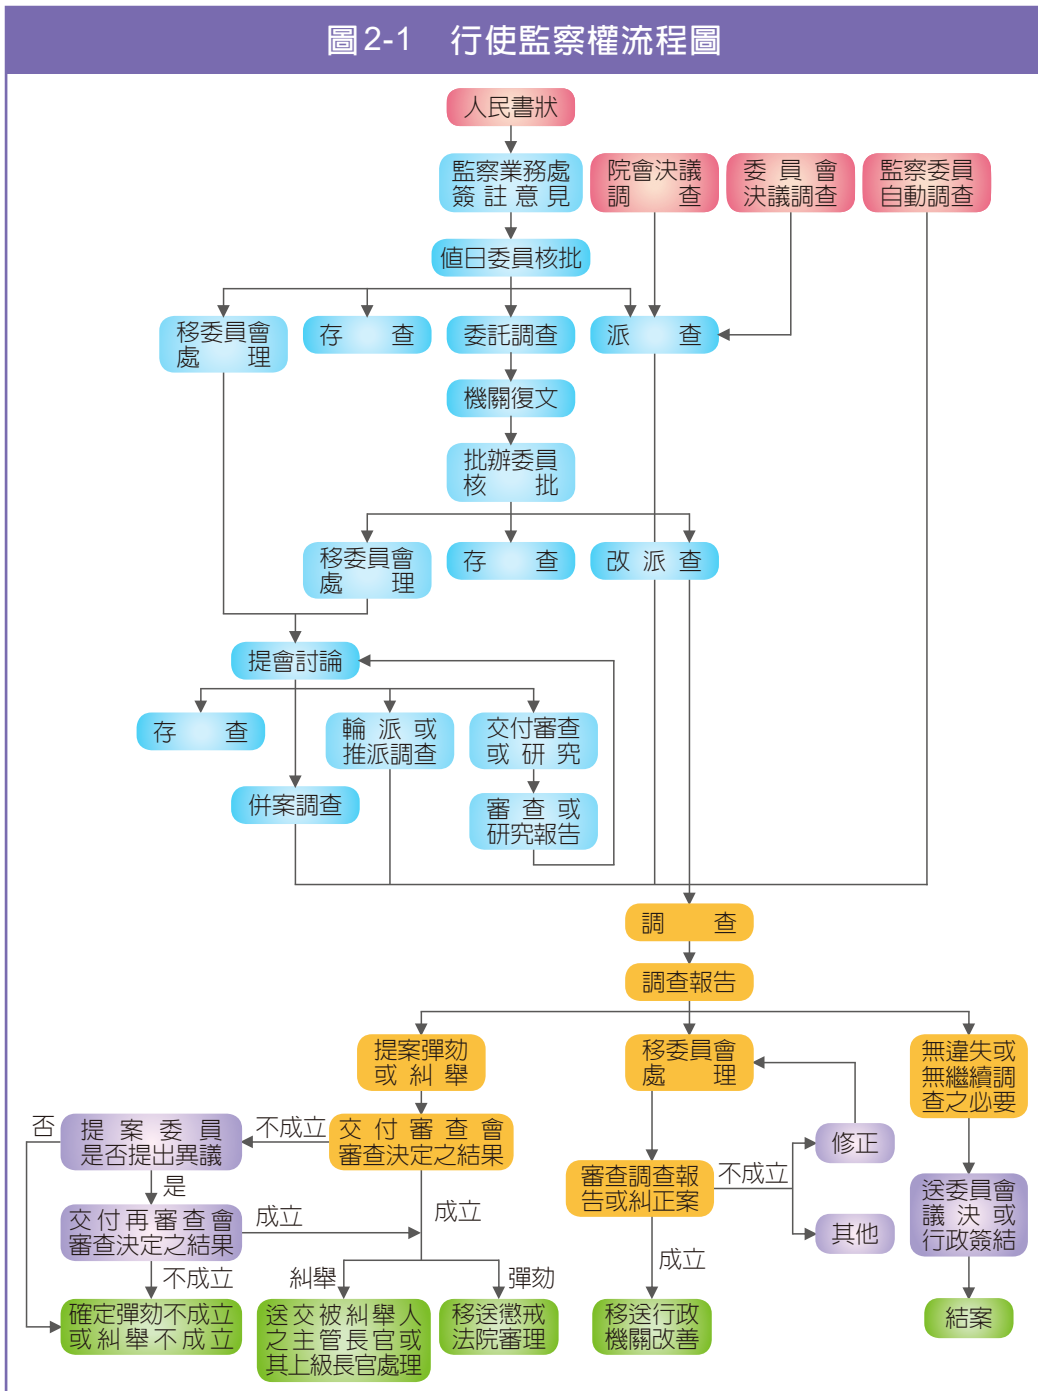 圖2-1　行使監察權流程圖
人民書狀
監察業務處
簽註意見
院會決議
調　　查
委員會
決議調查
監察委員
自動調查
值日委員核批
移委員會
處　　理
存　　查
委託調查
派　　查
機關復文
批辦委員
核　　批
移委員會
處　　理
存　　查
改派查
提會討論
存　　查
輪派或
推派調查
交付審查
或研究
併案調查
審查或
研究報告
調　　查
調查報告
提案彈劾
或糾舉
移委員會
處　　理
無違失或
無繼續調
查之必要
否
提案委員
是否提出異議
不成立
交付審查會
審查決定之結果
修正
審查調查報
告或糾正案
不成立
是
交付再審查會
審查決定之結果
成立
成立
其他
送委員會
議決或
行政簽結
不成立
糾舉
彈劾
成立
確定彈劾不成立
或糾舉不成立
送交被糾舉人
之主管長官或
其上級長官處理
移送懲戒
法院審理
移送行政
機關改善
結案